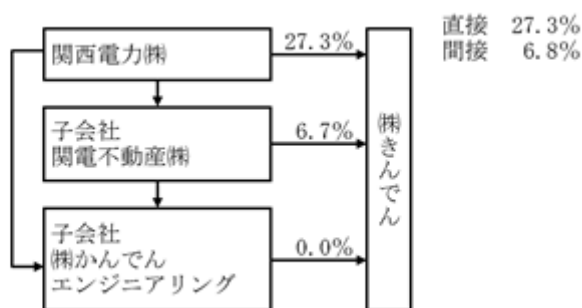 関西電力㈱
27.3%
直接 27.3%
間接 6.8%
子会社
関電不動産㈱
6.7%
㈱きんでん
子会社
㈱かんでん
エンジニアリング
0.0%